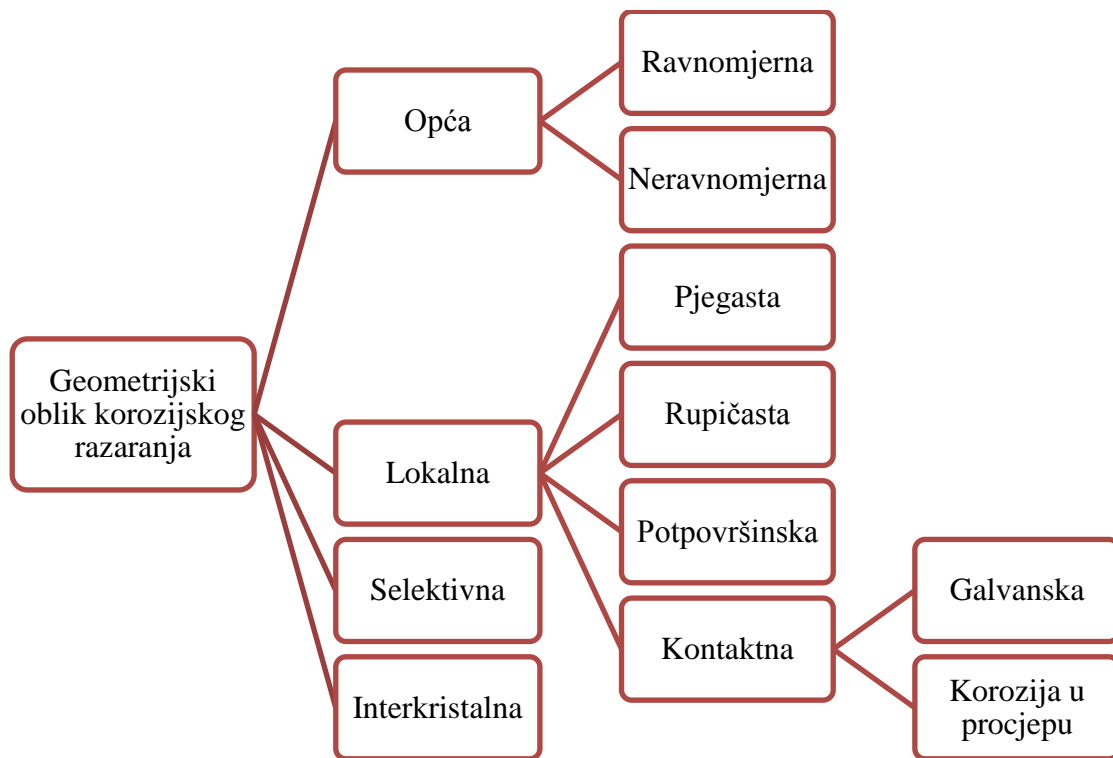 Geometrijski
oblik korozijskog
razaranja
Opća
Ravnomjerna
Neravnomjerna
Lokalna
Pjegasta
Rupičasta
Potpovršinska
Kontaktna
Galvanska
Korozija u
procjepu
Selektivna
Interkristalna